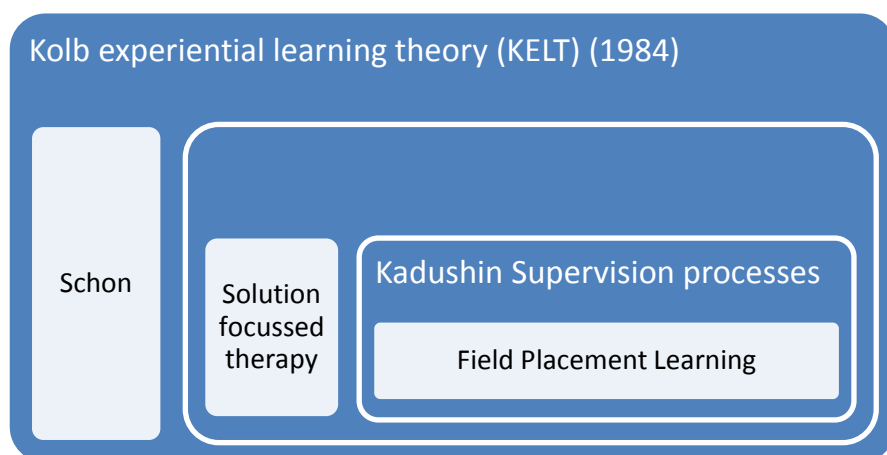 Kolb experiential learning theory (KELT) (1984)
Schon
Solution
focussed
therapy
Kadushin Supervision processes
Field Placement Learning